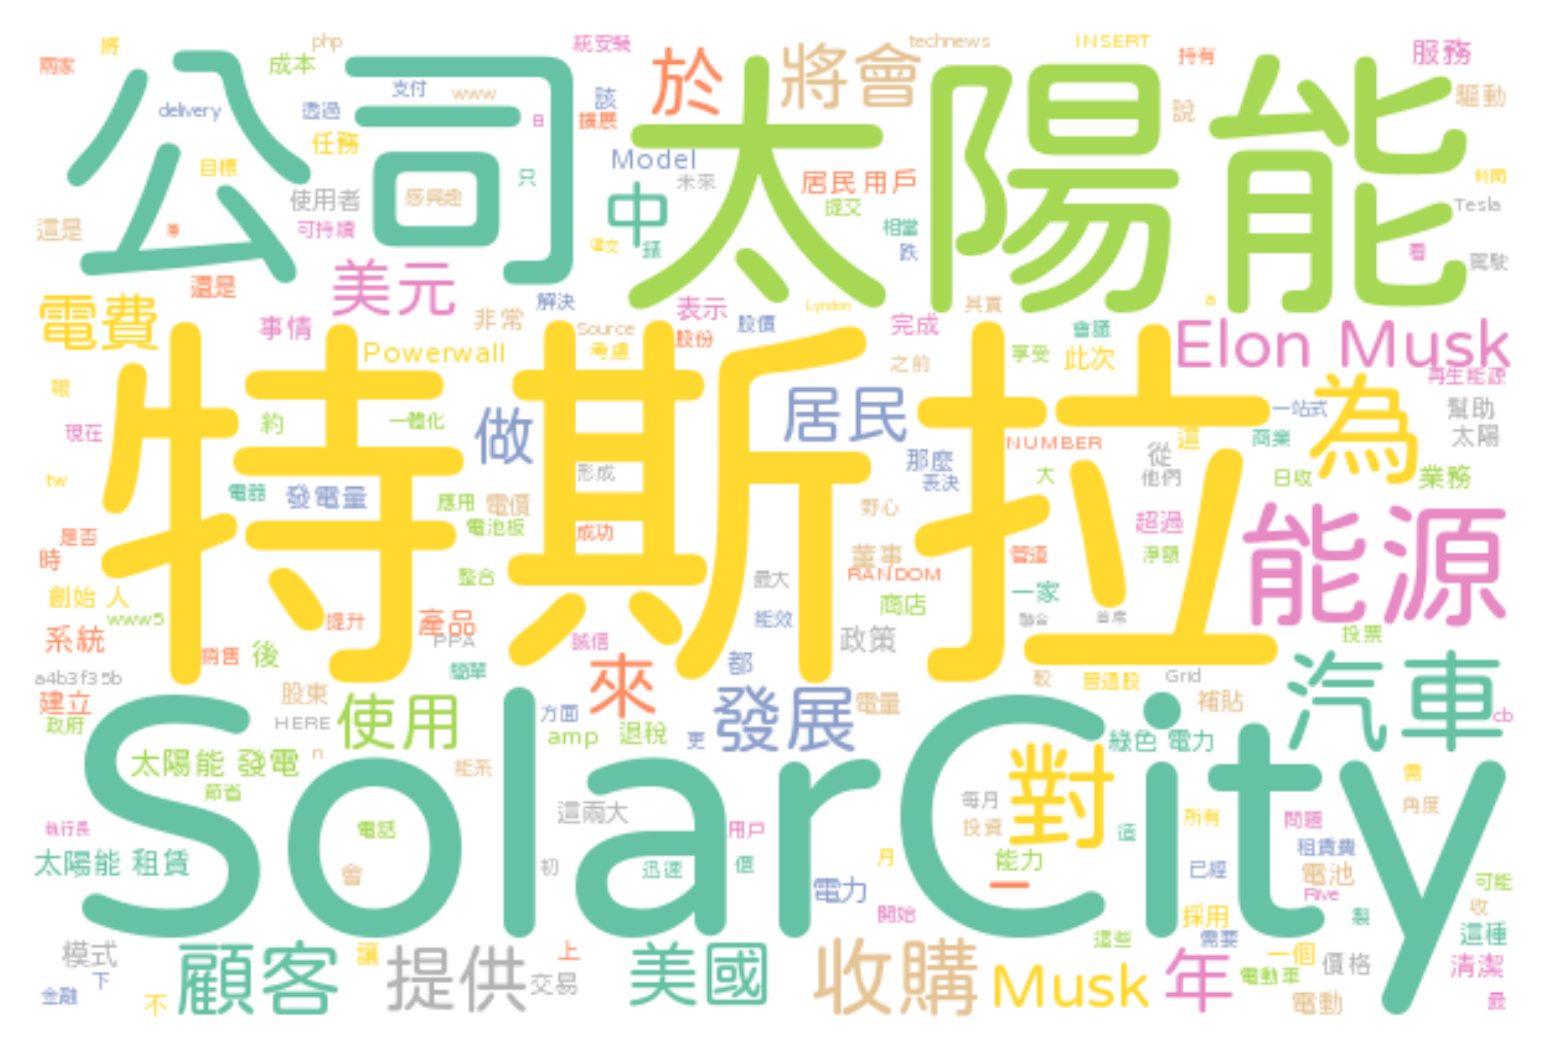 將
php
統安裝
technews
INSERT
兩家
成本
於
將會
持有
服務
公司
太陽能
delivery
透過
支付
www
該
擴展
日
說
驅動
任務
Model
目標
使用者
感興趣
只
中
未來
居民用戶
提交
時間
Tesla
這是
可持續
相當
跌
看
駕駛
還是
美元
解決
表示
Lyndon
其實
a
電費
事情
非常
Source
考慮
股份
股價
完成
會議
Elon Musk
Powerwall
之前
享受
此次
再生能源
報
特斯拉
現在
約
一體化
做
居民
一站式
為
幫助
太陽
NUMBER
從
這
商業
tw
電器
發電量
形成
那麼
表決
大
他們
日收
業務
應用
電價
電池板
野心
超過
能源
是否
時
成功
董事
管道
淨額
創始 人
整合
最大
RANDOM
一家
www5
提升
產品
PPA
能效
商店
聯合
首席
系統
銷售
後
簡單
誠信
都
政策
投票
a4b3f35b
建立
政府
股東
HERE
使用
來
發展
電量
較
普通股
Grid
補貼
汽車
cb
SolarCity
方面
amp
退稅
更
綠色 電力
太陽能 發電
n
能系
節省
對
需
角度
執行長
電話
這兩大
用戶
每月
投資
造
所有
問題
太陽能 租賃
會
初
迅速
信
月
能力
一
已經
租賃費
電池
Rive
可能
收
電力
開始
採用
製
模式
下
金融
不
顧客
讓
提供
上
交易
美國
收購
Musk
這些
需要
年
電動車
一個
價格
電動
這種
清潔
最